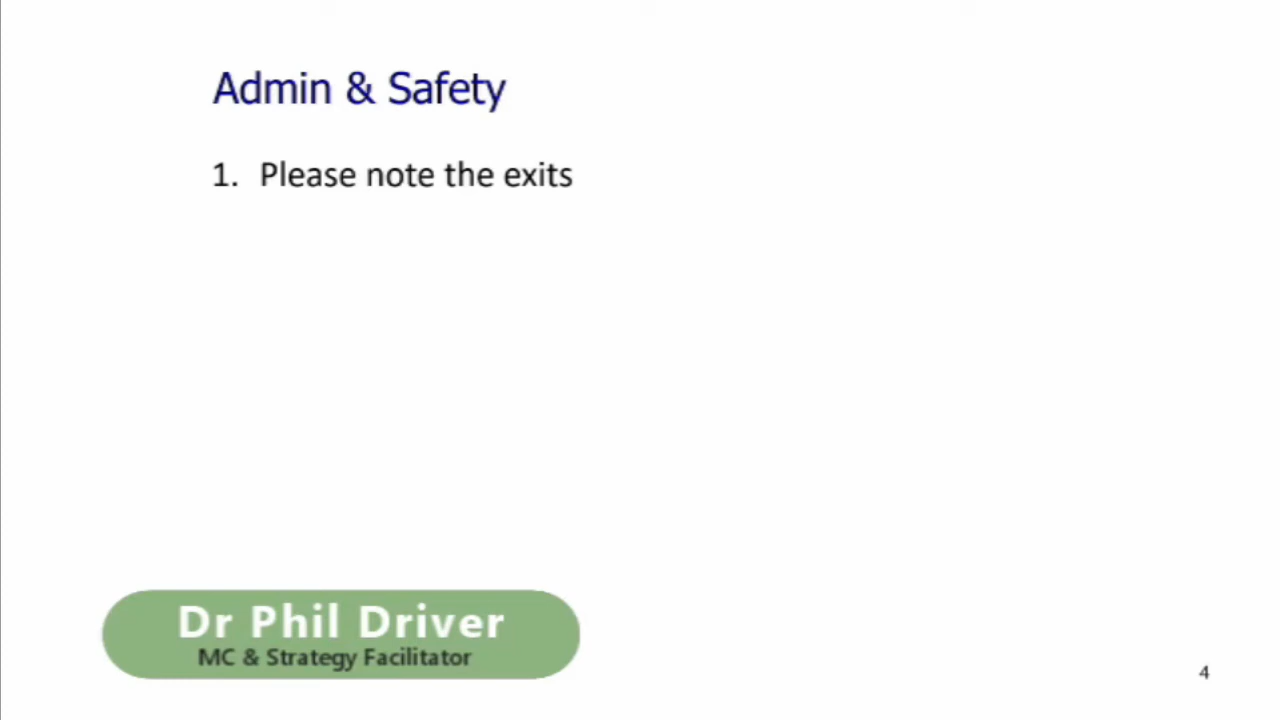 Admin & Safety
1. Please note the exits
Dr Phil Driver
MC & Strategy Facilitator
4